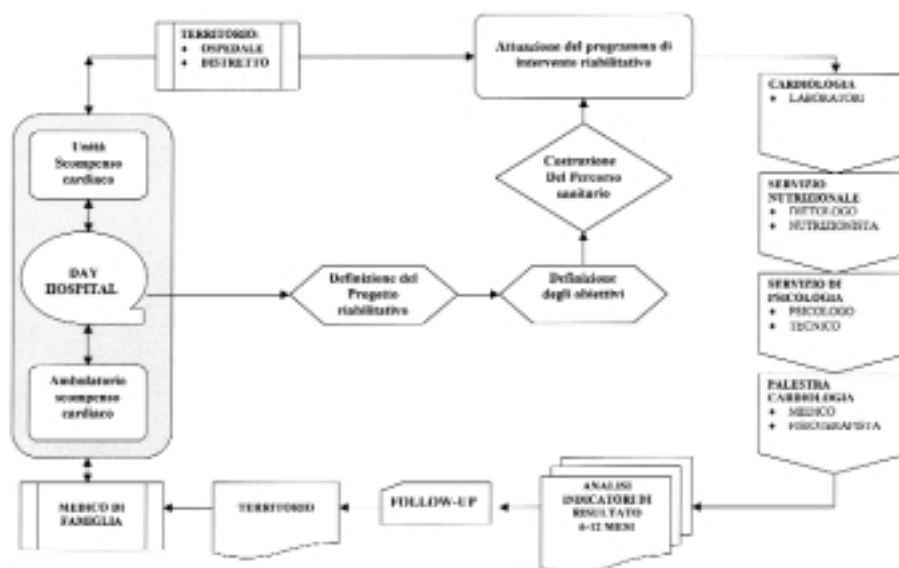 TERRITORIO:
♦ OSPEDALE
♦ DISTRETTO
Attuazione del programma di
intervento riabilitativo
CARDIOLOGIA
♦ LABORATORI
Unità
Scompenso
cardiaco
Costruzione
Del Percorso
sanitario
SERVIZIO
NUTRIZIONALE
♦ DIETOLOGO
♦ NUTRIZIONISTA
DAY
HOSPITAL
Definizione del
Progetto
riabilitativo
Definizione
degli obiettivi
SERVIZIO DI
PSICOLOGIA
♦ PSICOLOGO
♦ TECNICO
Ambulatorio
scompenso
cardiaco
PALESTRA
CARDIOLOGIA
♦ MEDICO
♦ FISIOTERAPISTA
MEDICO DI
FAMIGLIA
TERRITORIO
FOLLOW-UP
ANALISI
INDICATORI DI
RISULTATO
6-12 MESI